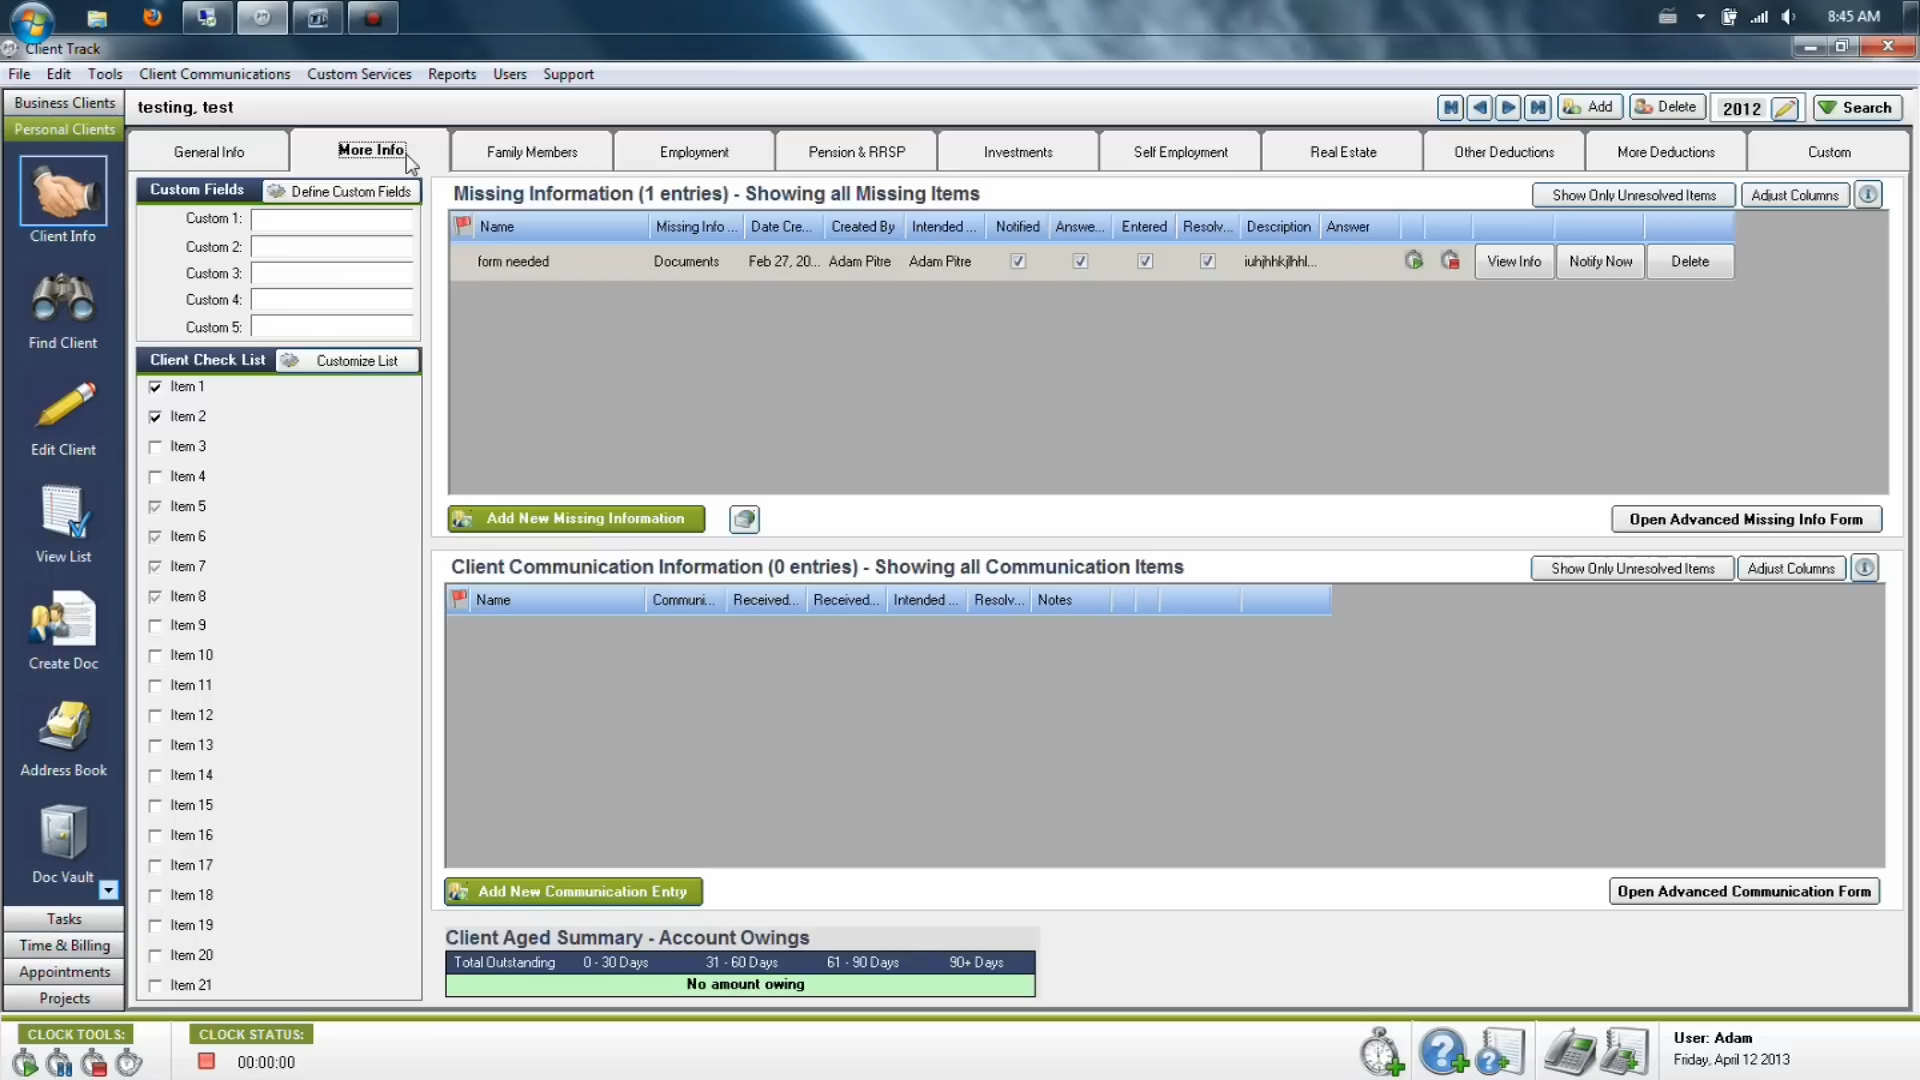 8:45 AM
Client Track
File Edit Tools Client Communications Custom Services Reports Users Support
Business Clients
Personal Clients
testing, test
Add Delete 2012 Search
General Info More Info Family Members Employment Pension & RRSP Investments Self Employment Real Estate Other Deductions More Deductions Custom
Client Info
Find Client
Edit Client
View List
Create Doc
Address Book
Doc Vault
Tasks
Time & Billing
Appointments
Projects
Custom Fields Define Custom Fields
Custom 1:
Custom 2:
Custom 3:
Custom 4:
Custom 5:
Client Check List Customize List
Item 1
Item 2
Item 3
Item 4
Item 5
Item 6
Item 7
Item 8
Item 9
Item 10
Item 11
Item 12
Item 13
Item 14
Item 15
Item 16
Item 17
Item 18
Item 19
Item 20
Item 21
Missing Information (1 entries) - Showing all Missing Items
Show Only Unresolved Items Adjust Columns
Name Missing Info ... Date Cre... Created By Intended ... Notified Answe... Entered Resolv... Description Answer
form needed Documents Feb 27, 20... Adam Pitre Adam Pitre View Info Notify Now Delete
Add New Missing Information Open Advanced Missing Info Form
Client Communication Information (0 entries) - Showing all Communication Items
Show Only Unresolved Items Adjust Columns
Name Communi... Received... Received... Intended ... Resolv... Notes
Add New Communication Entry Open Advanced Communication Form
Client Aged Summary - Account Owings
Total Outstanding 0 - 30 Days 31 - 60 Days 61 - 90 Days 90+ Days
No amount owing
CLOCK TOOLS: CLOCK STATUS:
00:00:00
User: Adam
Friday, April 12 2013